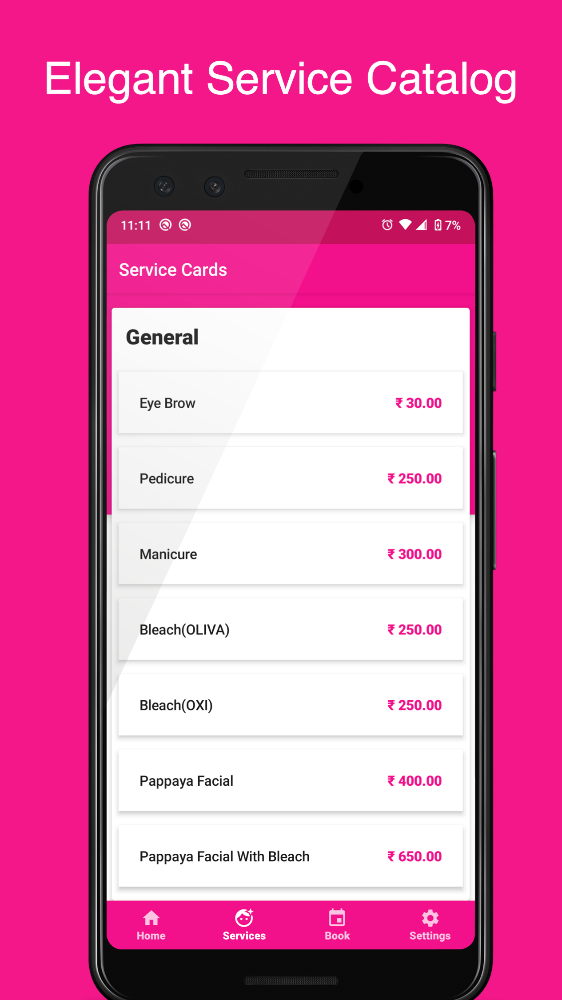 Elegant Service Catalog
11:11 7%
Service Cards
General
Eye Brow ₹ 30.00
Pedicure ₹ 250.00
Manicure ₹ 300.00
Bleach(OLIVA) ₹ 250.00
Bleach(OXI) ₹ 250.00
Pappaya Facial ₹ 400.00
Pappaya Facial With Bleach ₹ 650.00
Home Services Book Settings